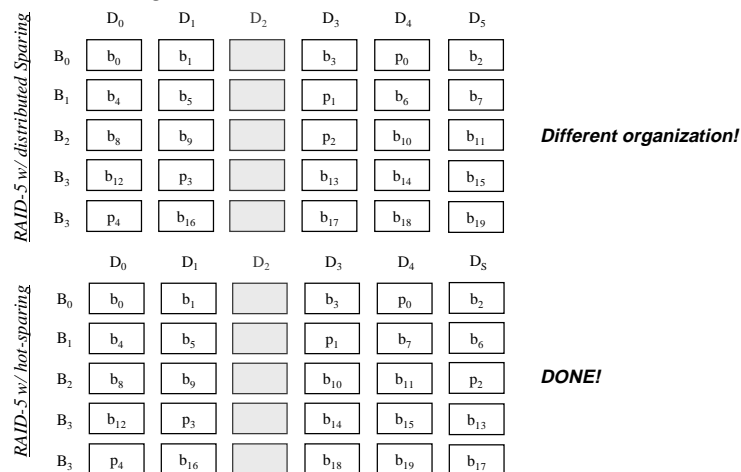 RAID-5 w/ distributed Sparing
D₀ D₁ D₂ D₃ D₄ D₅
B₀ b₀ b₁ b₃ p₀ b₂
B₁ b₄ b₅ p₁ b₆ b₇
B₂ b₈ b₉ p₂ b₁₀ b₁₁ Different organization!
B₃ b₁₂ p₃ b₁₃ b₁₄ b₁₅
B₃ p₄ b₁₆ b₁₇ b₁₈ b₁₉
RAID-5 w/ hot-sparing
D₀ D₁ D₂ D₃ D₄ Dₛ
B₀ b₀ b₁ b₃ p₀ b₂
B₁ b₄ b₅ p₁ b₇ b₆
B₂ b₈ b₉ b₁₀ b₁₁ p₂ DONE!
B₃ b₁₂ p₃ b₁₄ b₁₅ b₁₃
B₃ p₄ b₁₆ b₁₈ b₁₉ b₁₇